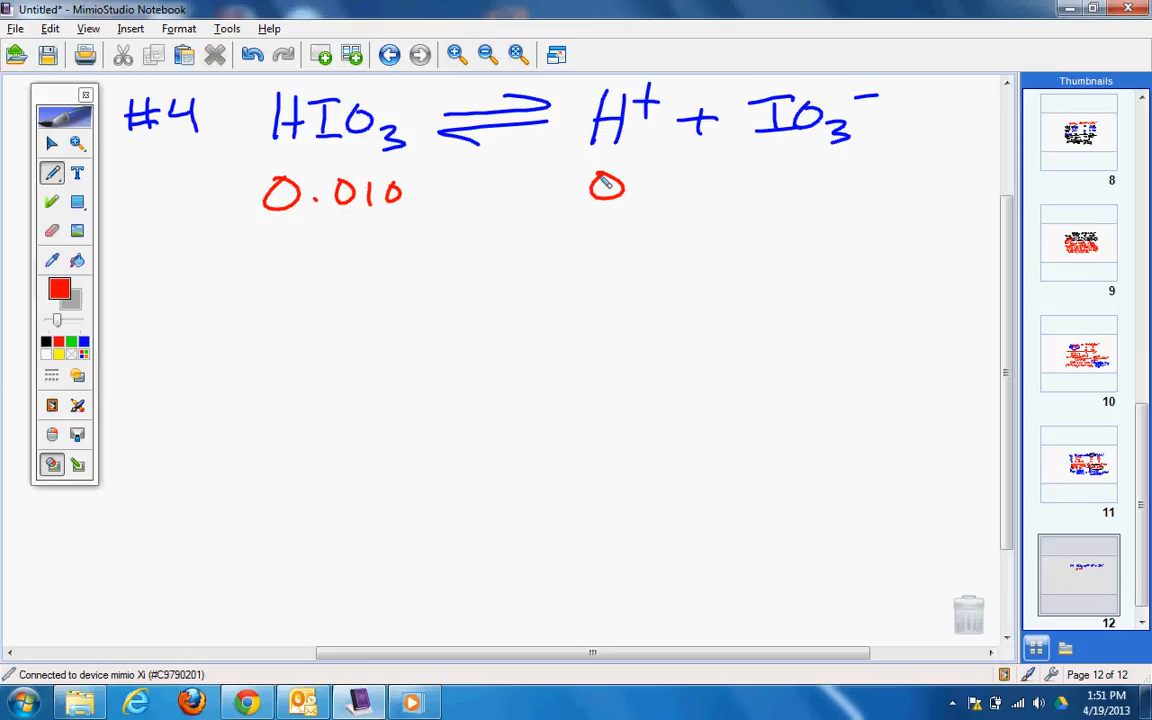 Untitled* - MimioStudio Notebook
File Edit View Insert Format Tools Help
Thumbnails
#4 HIO₃ ⇌ H⁺ + IO₃⁻
0.010 0
8
9
10
11
12
Connected to device mimio Xi (#C9790201)
Page 12 of 12
1:51 PM
4/19/2013